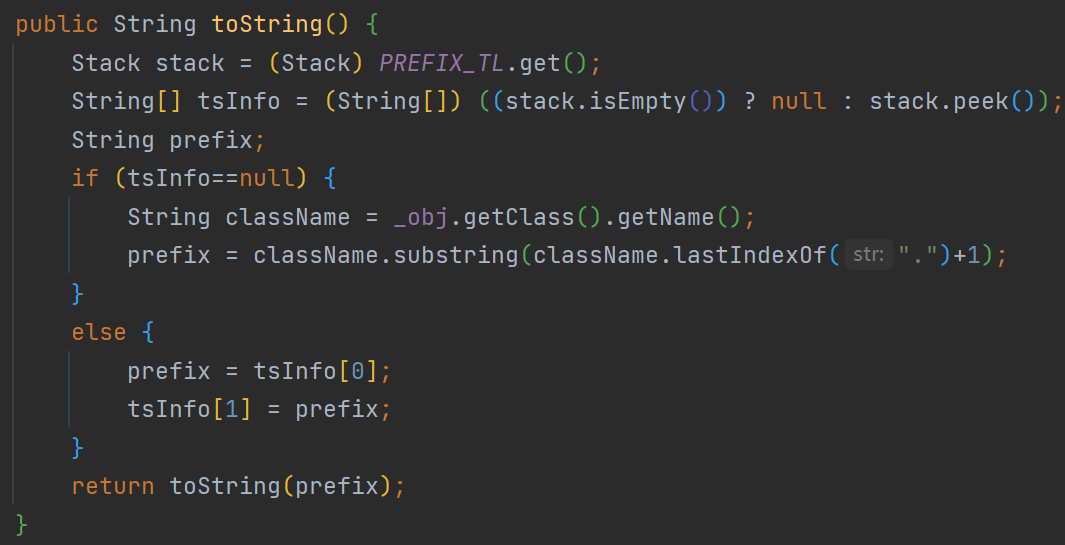 public String toString() {
    Stack stack = (Stack) PREFIX_TL.get();
    String[] tsInfo = (String[]) ((stack.isEmpty()) ? null : stack.peek());
    String prefix;
    if (tsInfo==null) {
        String className = _obj.getClass().getName();
        prefix = className.substring(className.lastIndexOf( str: ".")+1);
    }
    else {
        prefix = tsInfo[0];
        tsInfo[1] = prefix;
    }
    return toString(prefix);
}